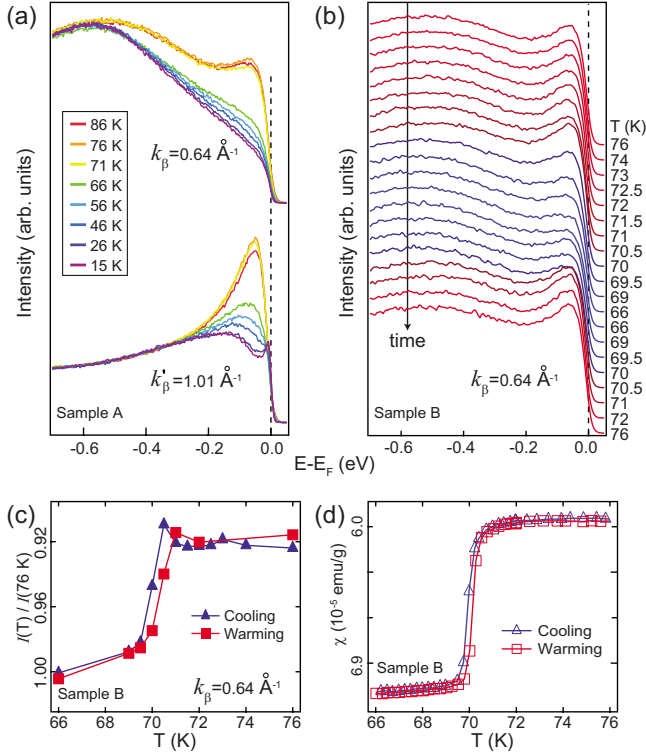 (a)
86 K
76 K
71 K
66 K
56 K
46 K
26 K
15 K
kβ=0.64 Å-1
k'β=1.01 Å-1
Sample A
Intensity (arb. units)
Intensity (arb. units)
-0.6 -0.4 -0.2 0.0
(b)
T (K)
76
74
73
72.5
72
71.5
71
70.5
70
69.5
69
66
66
69
69.5
70
70.5
71
72
76
time
kβ=0.64 Å-1
Sample B
Intensity (arb. units)
-0.6 -0.4 -0.2 0.0
E-EF (eV)
(c)
I(T) / I(76 K)
0.92
0.96
1.00
Cooling
Warming
Sample B
kβ=0.64 Å-1
66 68 70 72 74 76
T (K)
(d)
χ (10-5 emu/g)
6.0
6.9
Cooling
Warming
Sample B
66 68 70 72 74 76
T (K)